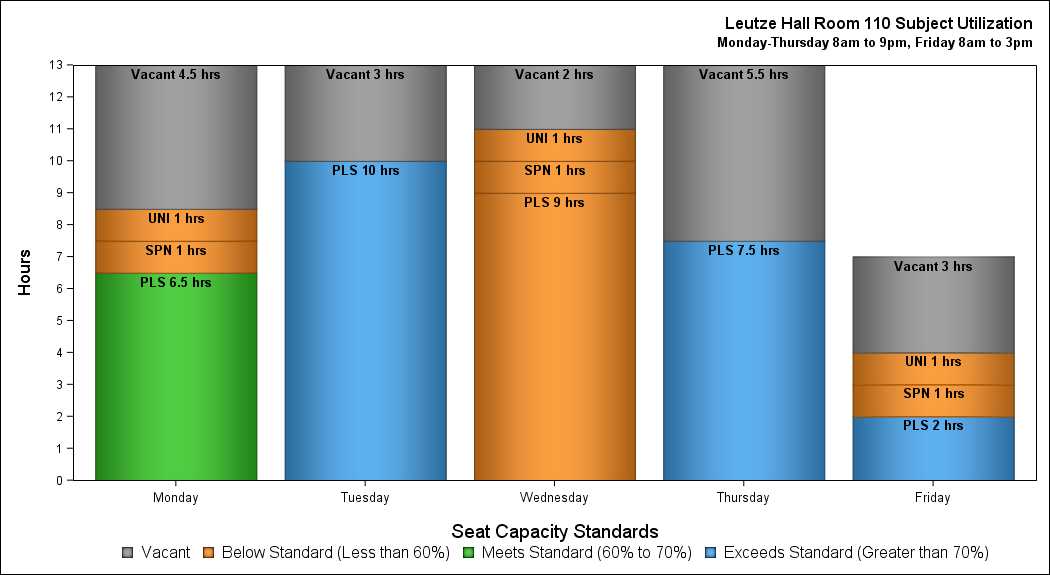 Leutze Hall Room 110 Subject Utilization
Monday-Thursday 8am to 9pm, Friday 8am to 3pm
Hours
13
12
11
10
9
8
7
6
5
4
3
2
1
0
Vacant 4.5 hrs
UNI 1 hrs
SPN 1 hrs
PLS 6.5 hrs
Vacant 3 hrs
PLS 10 hrs
Vacant 2 hrs
UNI 1 hrs
SPN 1 hrs
PLS 9 hrs
Vacant 5.5 hrs
PLS 7.5 hrs
Vacant 3 hrs
UNI 1 hrs
SPN 1 hrs
PLS 2 hrs
Monday Tuesday Wednesday Thursday Friday
Seat Capacity Standards
Vacant Below Standard (Less than 60%) Meets Standard (60% to 70%) Exceeds Standard (Greater than 70%)